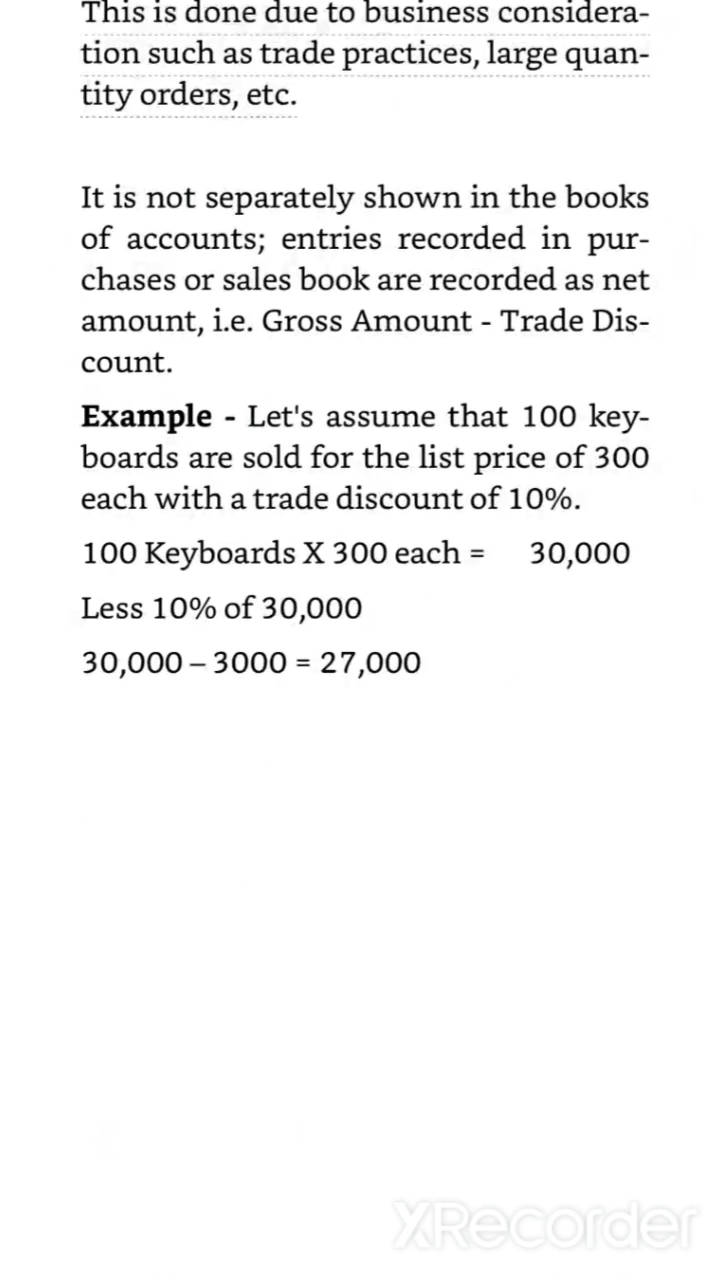 This is done due to business considera-
tion such as trade practices, large quan-
tity orders, etc.
It is not separately shown in the books
of accounts; entries recorded in pur-
chases or sales book are recorded as net
amount, i.e. Gross Amount - Trade Dis-
count.
Example - Let's assume that 100 key-
boards are sold for the list price of 300
each with a trade discount of 10%.
100 Keyboards X 300 each = 30,000
Less 10% of 30,000
30,000 – 3000 = 27,000
XRecorder